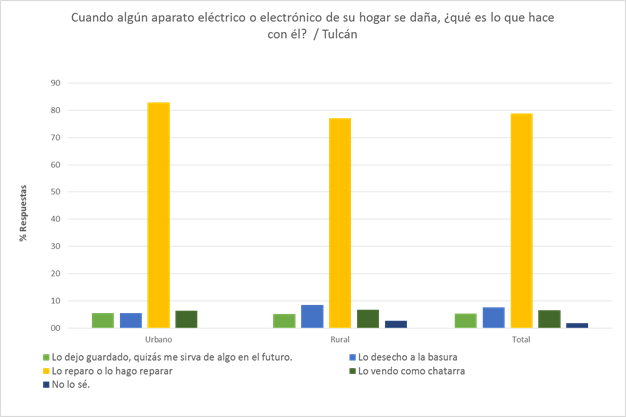 Cuando algún aparato eléctrico o electrónico de su hogar se daña, ¿qué es lo que hace
con él? / Tulcán
90
80
70
60
50
40
30
20
10
00
% Respuestas
Urbano Rural Total
Lo dejo guardado, quizás me sirva de algo en el futuro. Lo desecho a la basura
Lo reparo o lo hago reparar Lo vendo como chatarra
No lo sé.